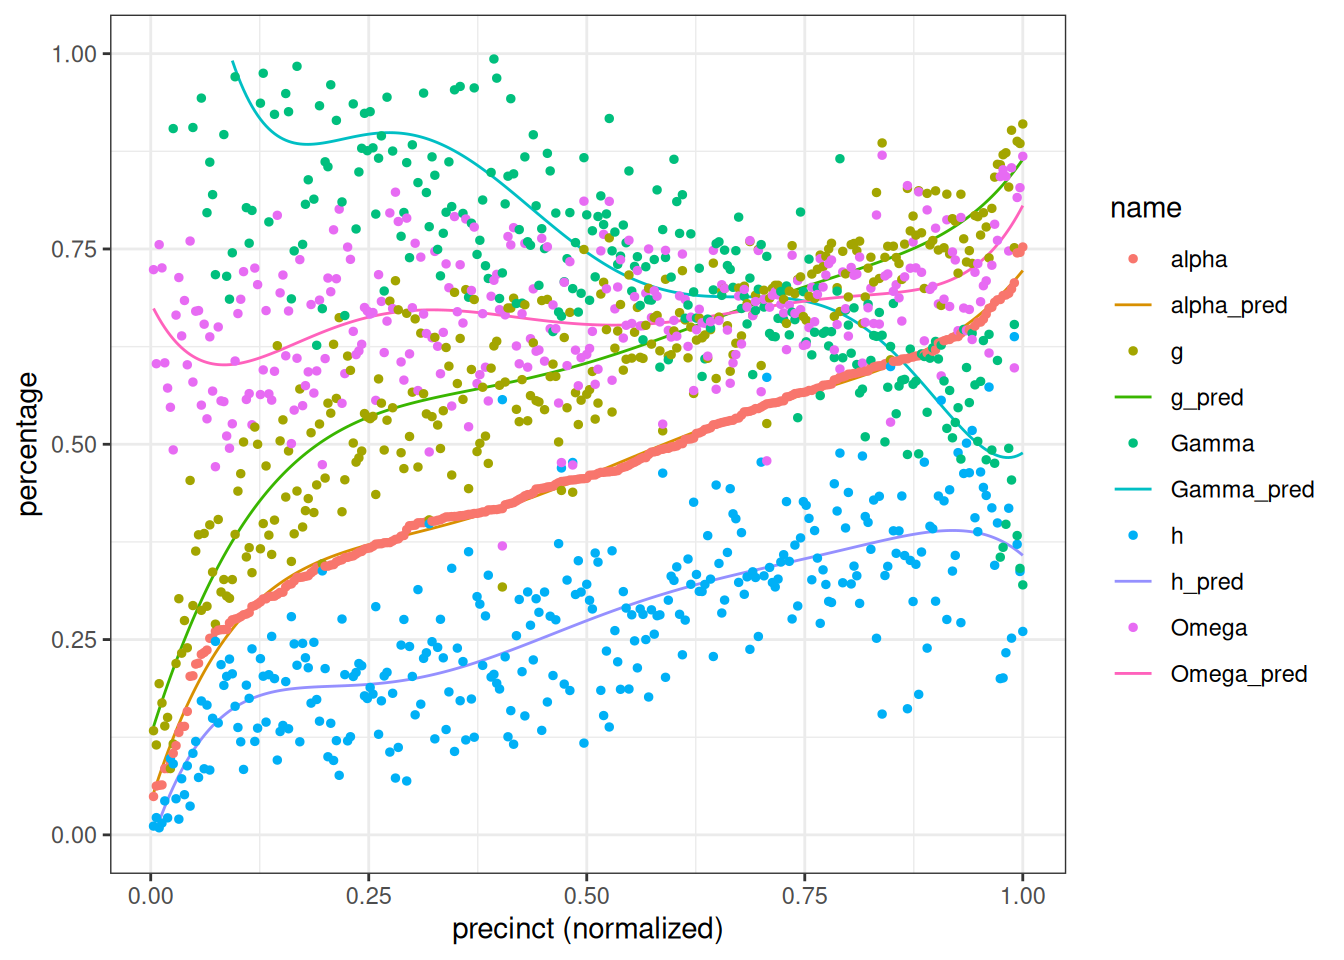 1.00
0.75
0.50
0.25
0.00
percentage
0.00 0.25 0.50 0.75 1.00
precinct (normalized)
name
alpha
alpha_pred
g
g_pred
Gamma
Gamma_pred
h
h_pred
Omega
Omega_pred